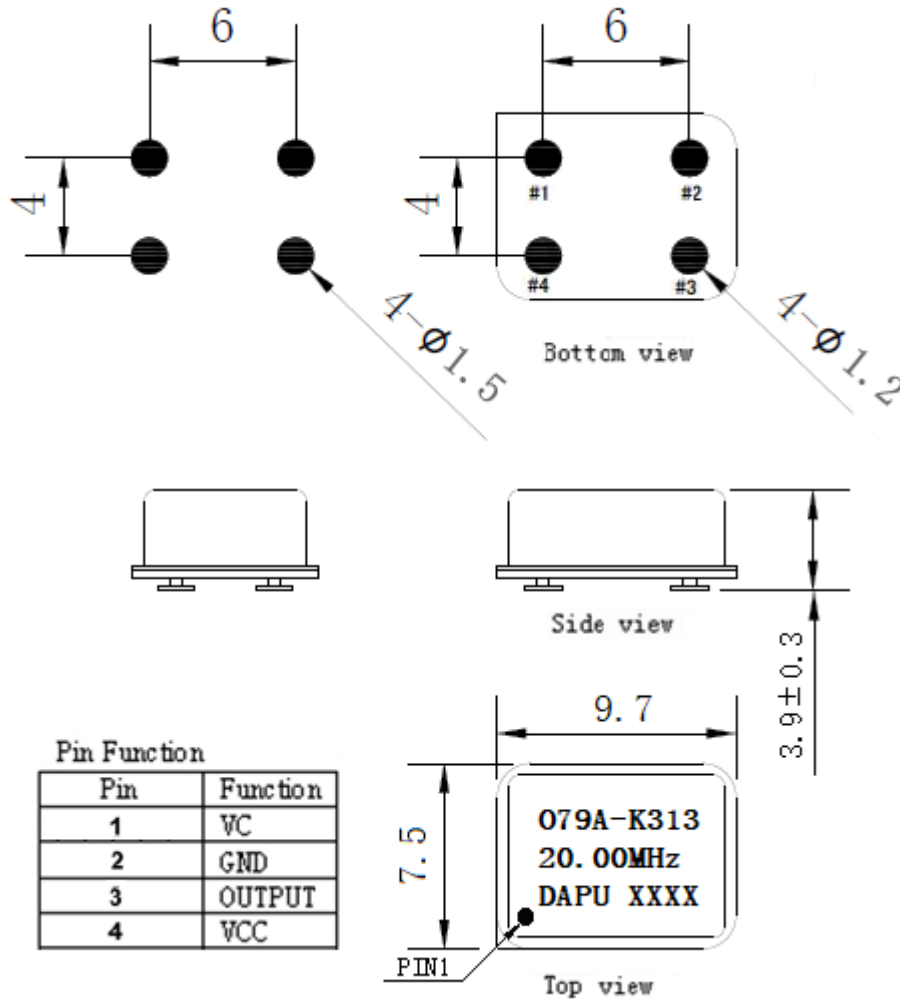 6
6
4
4
#1
#2
#4
#3
4-Ø1.5
4-Ø1.2
Bottom view
Side view
3.9±0.3
9.7
7.5
O79A-K313
20.00MHz
DAPU XXXX
PIN1
Top view
Pin Function
Pin Function
1 VC
2 GND
3 OUTPUT
4 VCC